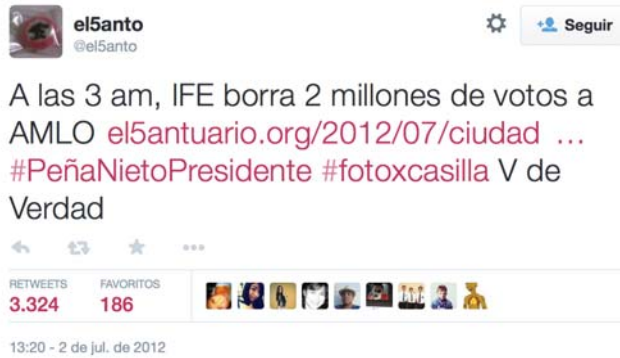 el5anto
@el5anto
Seguir
A las 3 am, IFE borra 2 millones de votos a
AMLO el5antuario.org/2012/07/ciudad …
#PeñaNietoPresidente #fotoxcasilla V de
Verdad
RETWEETS FAVORITOS
3.324 186
13:20 - 2 de jul. de 2012